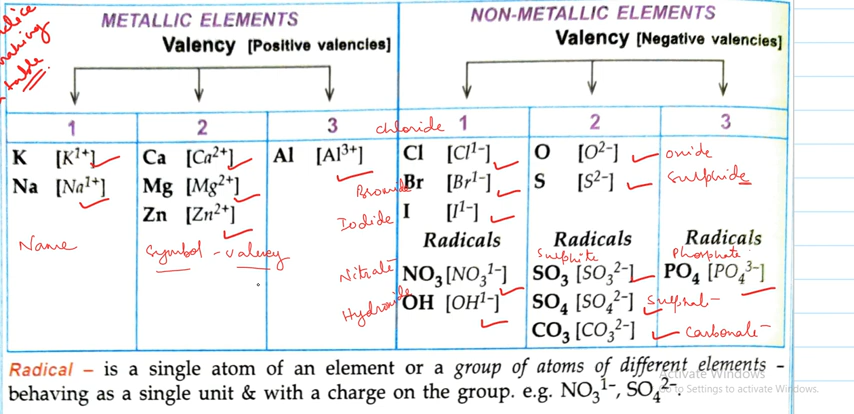 METALLIC ELEMENTS
Valency [Positive valencies]
NON-METALLIC ELEMENTS
Valency [Negative valencies]
table
1 2 3 1 2 3
chloride
K [K¹⁺] Ca [Ca²⁺] Al [Al³⁺] Cl [Cl¹⁻] O [O²⁻] oxide
Na [Na¹⁺] Mg [Mg²⁺] Bromide Br [Br¹⁻] S [S²⁻] sulphide
Zn [Zn²⁺] Iodide I [I¹⁻]
Name Symbol - valency
Radicals Radicals Radicals
sulphite Phosphate
Nitrate NO₃ [NO₃¹⁻] SO₃ [SO₃²⁻] PO₄ [PO₄³⁻]
Hydroxide OH [OH¹⁻] SO₄ [SO₄²⁻]
CO₃ [CO₃²⁻] carbonate
Radical – is a single atom of an element or a group of atoms of different elements -
behaving as a single unit & with a charge on the group. e.g. NO₃¹⁻, SO₄²⁻.
Activate Windows
Go to Settings to activate Windows.